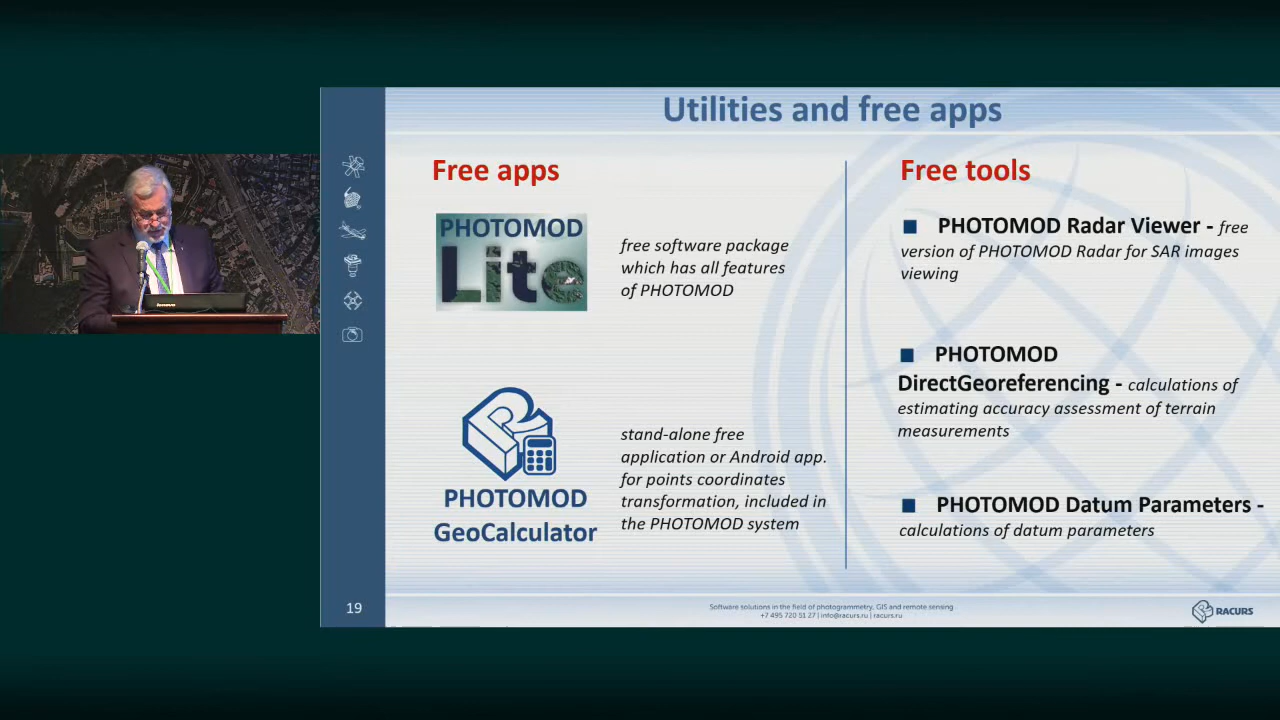 Utilities and free apps
Free apps
PHOTOMOD
Lite
free software package
which has all features
of PHOTOMOD
PHOTOMOD
GeoCalculator
stand-alone free
application or Android app.
for points coordinates
transformation, included in
the PHOTOMOD system
Free tools
PHOTOMOD Radar Viewer - free
version of PHOTOMOD Radar for SAR images
viewing
PHOTOMOD
DirectGeoreferencing - calculations of
estimating accuracy assessment of terrain
measurements
PHOTOMOD Datum Parameters -
calculations of datum parameters
19
Software solutions in the field of photogrammetry, GIS and remote sensing
+7 495 720 51 27 | info@racurs.ru | racurs.ru
RACURS